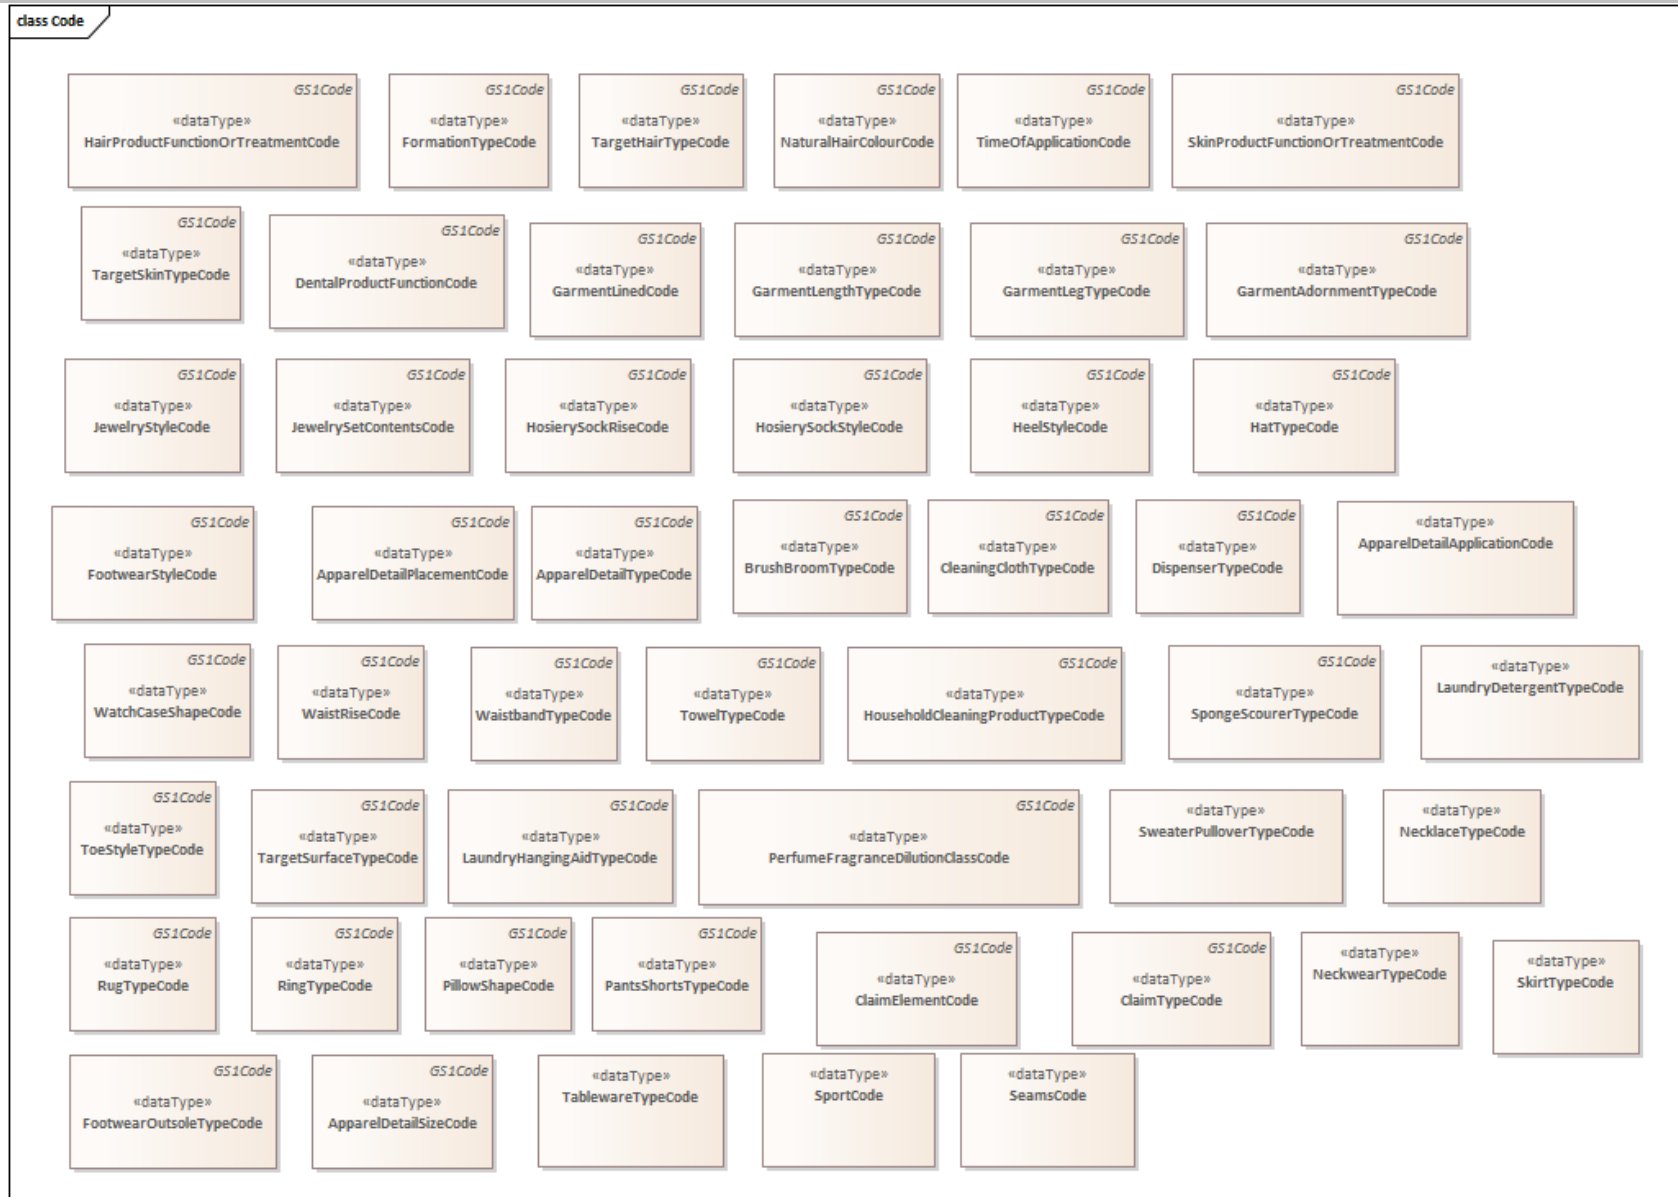 class Code
GS1Code
«dataType»
HairProductFunctionOrTreatmentCode
GS1Code
«dataType»
FormationTypeCode
GS1Code
«dataType»
TargetHairTypeCode
GS1Code
«dataType»
NaturalHairColourCode
GS1Code
«dataType»
TimeOfApplicationCode
GS1Code
«dataType»
SkinProductFunctionOrTreatmentCode
GS1Code
«dataType»
TargetSkinTypeCode
GS1Code
«dataType»
DentalProductFunctionCode
GS1Code
«dataType»
GarmentLinedCode
GS1Code
«dataType»
GarmentLengthTypeCode
GS1Code
«dataType»
GarmentLegTypeCode
GS1Code
«dataType»
GarmentAdornmentTypeCode
GS1Code
«dataType»
JewelryStyleCode
GS1Code
«dataType»
JewelrySetContentsCode
GS1Code
«dataType»
HosierySockRiseCode
GS1Code
«dataType»
HosierySockStyleCode
GS1Code
«dataType»
HeelStyleCode
GS1Code
«dataType»
HatTypeCode
GS1Code
«dataType»
FootwearStyleCode
GS1Code
«dataType»
ApparelDetailPlacementCode
GS1Code
«dataType»
ApparelDetailTypeCode
GS1Code
«dataType»
BrushBroomTypeCode
GS1Code
«dataType»
CleaningClothTypeCode
GS1Code
«dataType»
DispenserTypeCode
«dataType»
ApparelDetailApplicationCode
GS1Code
«dataType»
WatchCaseShapeCode
GS1Code
«dataType»
WaistRiseCode
GS1Code
«dataType»
WaistbandTypeCode
GS1Code
«dataType»
TowelTypeCode
GS1Code
«dataType»
HouseholdCleaningProductTypeCode
GS1Code
«dataType»
SpongeScourerTypeCode
«dataType»
LaundryDetergentTypeCode
GS1Code
«dataType»
ToeStyleTypeCode
GS1Code
«dataType»
TargetSurfaceTypeCode
GS1Code
«dataType»
LaundryHangingAidTypeCode
GS1Code
«dataType»
PerfumeFragranceDilutionClassCode
«dataType»
SweaterPulloverTypeCode
«dataType»
NecklaceTypeCode
GS1Code
«dataType»
RugTypeCode
GS1Code
«dataType»
RingTypeCode
GS1Code
«dataType»
PillowShapeCode
GS1Code
«dataType»
PantsShortsTypeCode
GS1Code
«dataType»
ClaimElementCode
GS1Code
«dataType»
ClaimTypeCode
«dataType»
NeckwearTypeCode
«dataType»
SkirtTypeCode
GS1Code
«dataType»
FootwearOutsoleTypeCode
GS1Code
«dataType»
ApparelDetailSizeCode
«dataType»
TablewareTypeCode
«dataType»
SportCode
«dataType»
SeamsCode